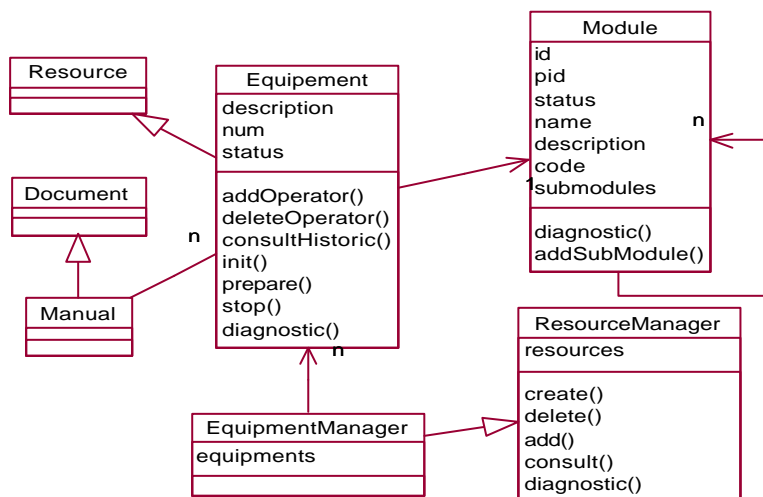 Resource
Document
Manual
n
Equipement
description
num
status
addOperator()
deleteOperator()
consultHistoric()
init()
prepare()
stop()
diagnostic()
n
EquipmentManager
equipments
Module
id
pid
status
name
description
code
submodules
1
n
diagnostic()
addSubModule()
ResourceManager
resources
create()
delete()
add()
consult()
diagnostic()